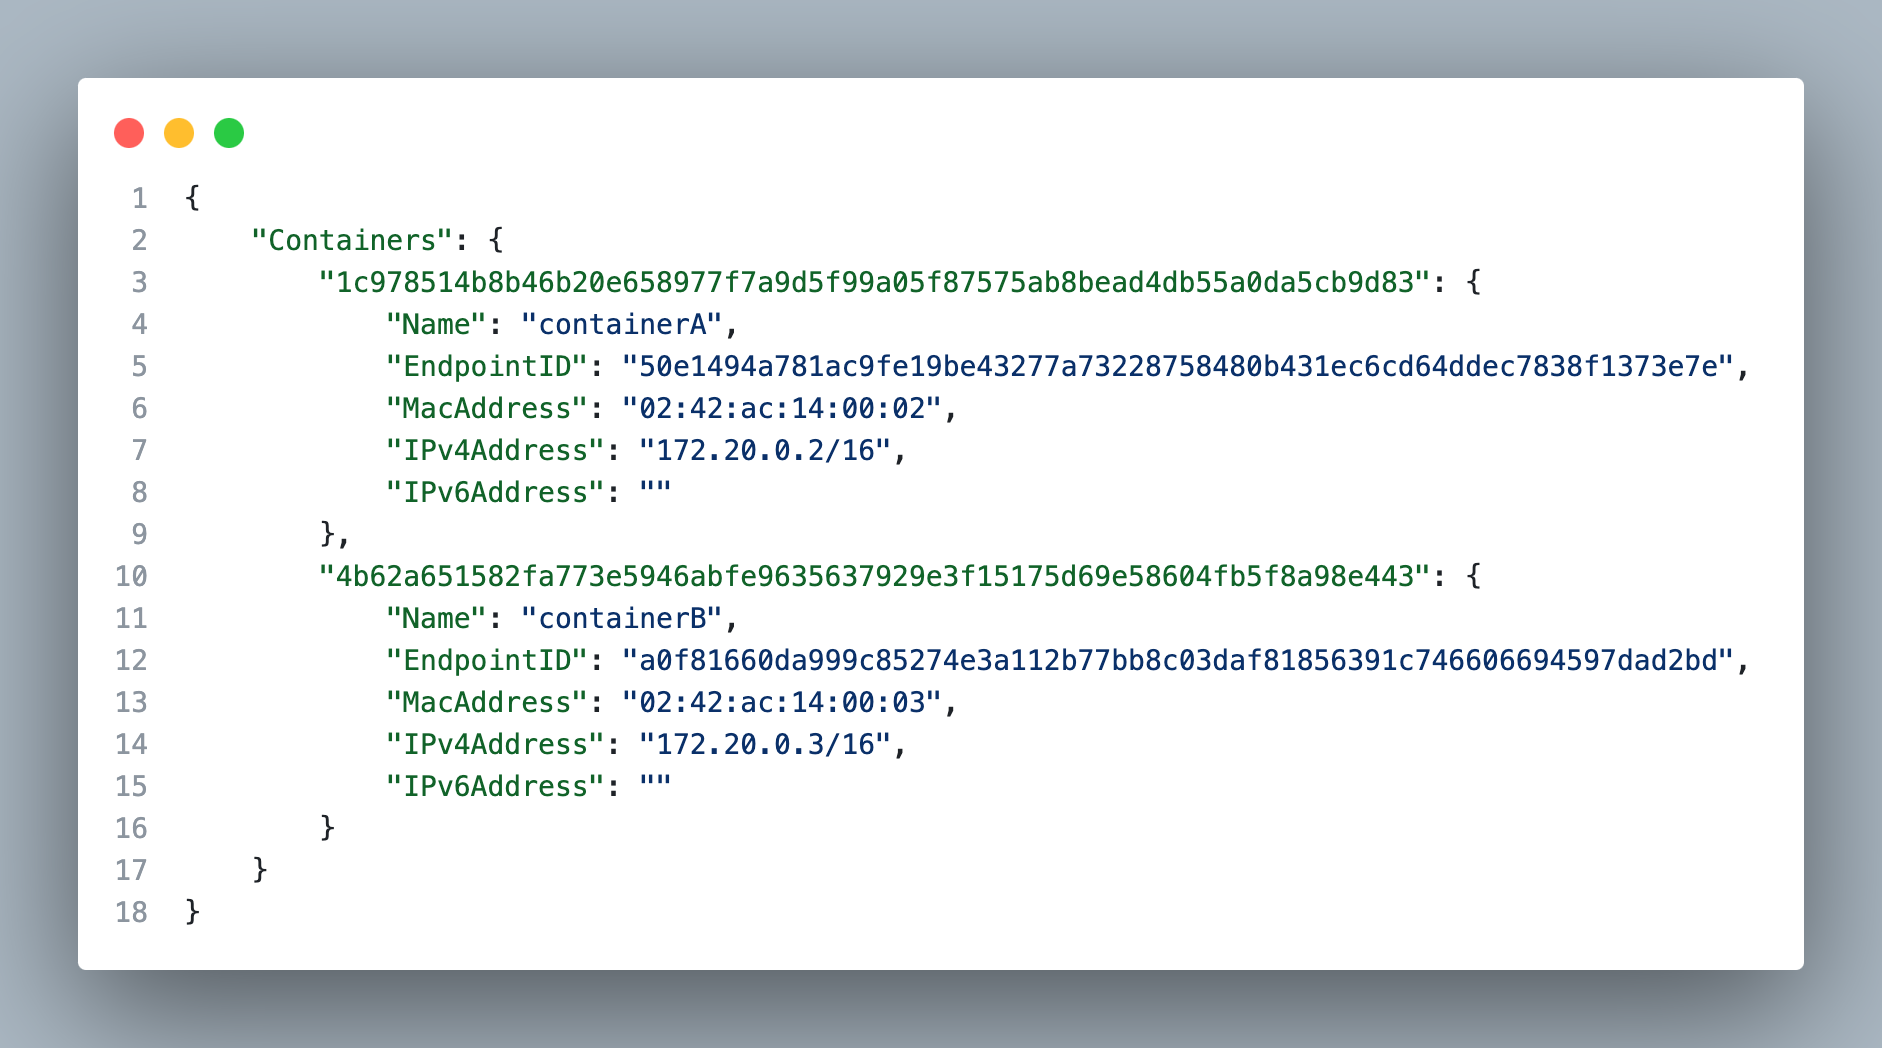 1 {
2     "Containers": {
3         "1c978514b8b46b20e658977f7a9d5f99a05f87575ab8bead4db55a0da5cb9d83": {
4             "Name": "containerA",
5             "EndpointID": "50e1494a781ac9fe19be43277a73228758480b431ec6cd64ddec7838f1373e7e",
6             "MacAddress": "02:42:ac:14:00:02",
7             "IPv4Address": "172.20.0.2/16",
8             "IPv6Address": ""
9         },
10         "4b62a651582fa773e5946abfe9635637929e3f15175d69e58604fb5f8a98e443": {
11             "Name": "containerB",
12             "EndpointID": "a0f81660da999c85274e3a112b77bb8c03daf81856391c746606694597dad2bd",
13             "MacAddress": "02:42:ac:14:00:03",
14             "IPv4Address": "172.20.0.3/16",
15             "IPv6Address": ""
16         }
17     }
18 }